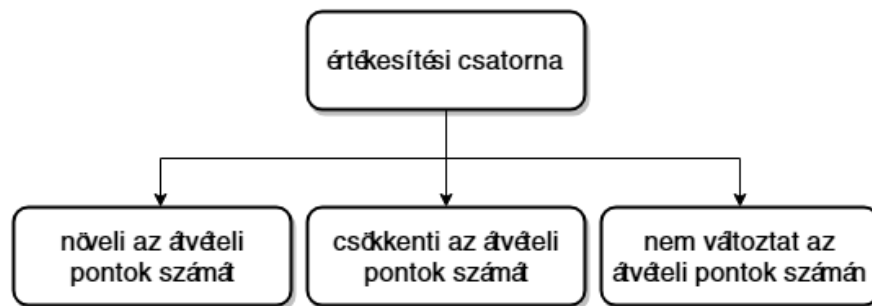 értékesítési csatorna
növeli az átvételi
pontok számát
csökkenti az átvételi
pontok számát
nem változtat az
átvételi pontok számán